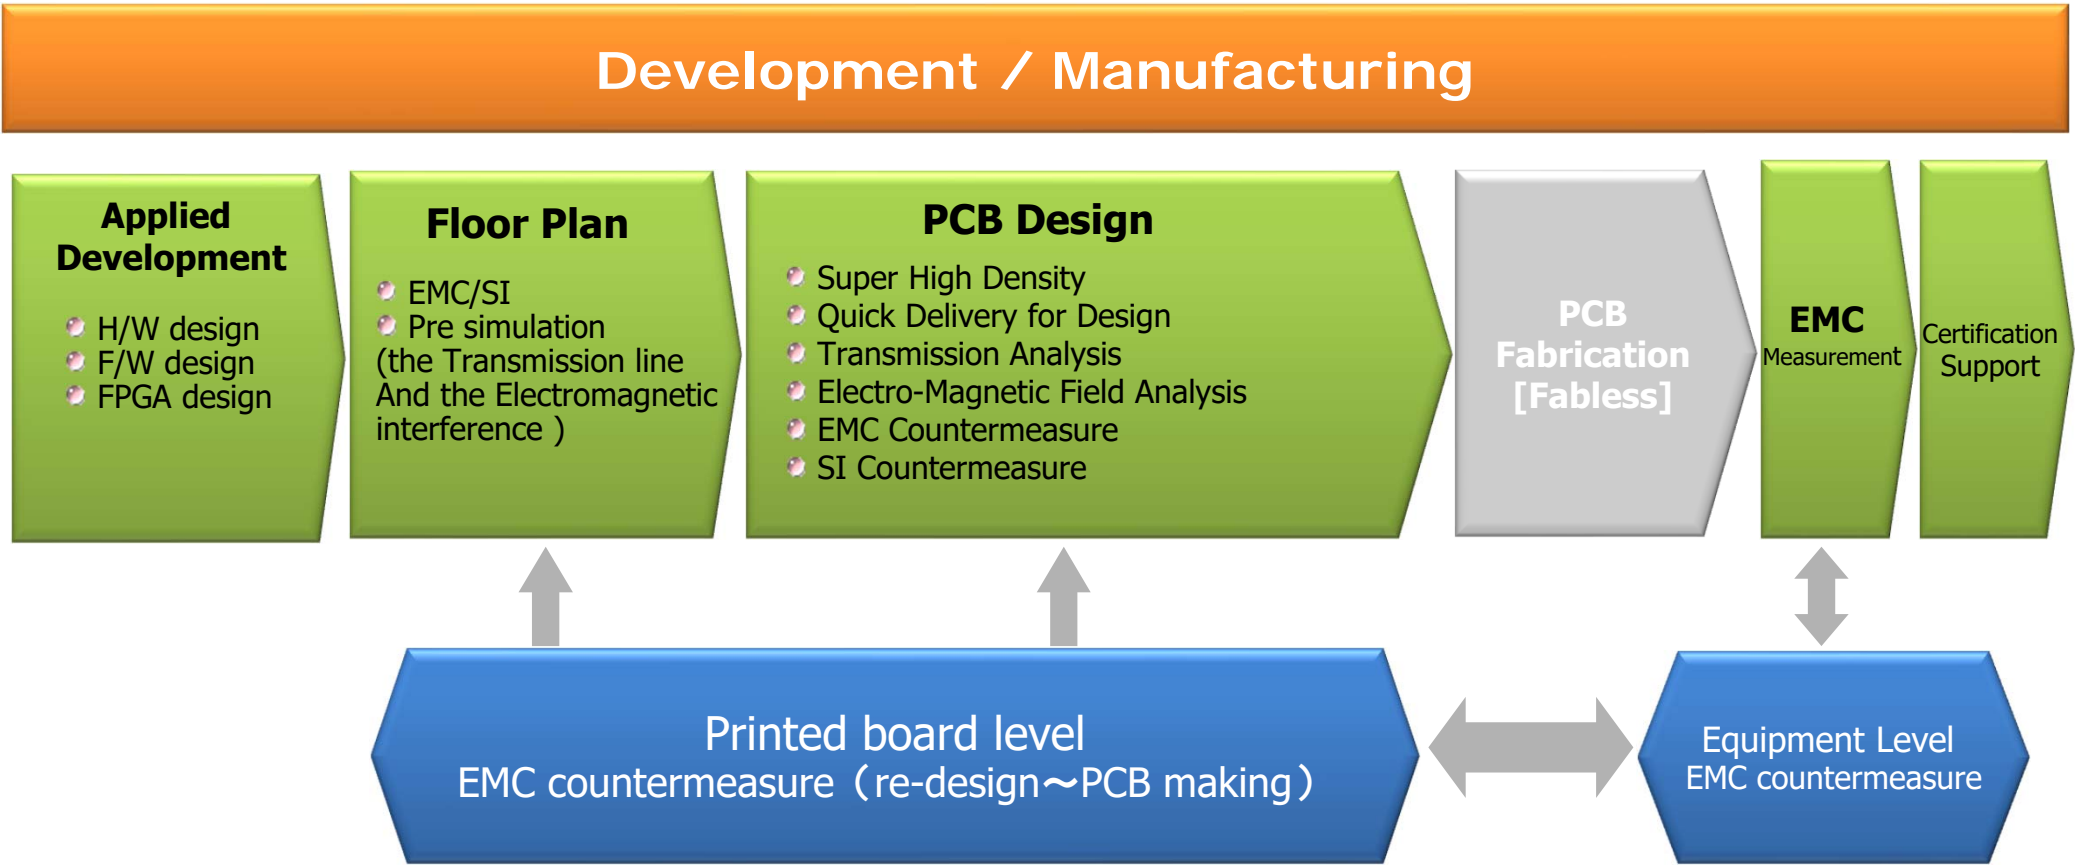 Development / Manufacturing
Applied
Development
H/W design
F/W design
FPGA design
Floor Plan
EMC/SI
Pre simulation
(the Transmission line
And the Electromagnetic
interference )
PCB Design
Super High Density
Quick Delivery for Design
Transmission Analysis
Electro-Magnetic Field Analysis
EMC Countermeasure
SI Countermeasure
PCB
Fabrication
[Fabless]
EMC
Measurement
Certification
Support
Printed board level
EMC countermeasure（re-design～PCB making）
Equipment Level
EMC countermeasure